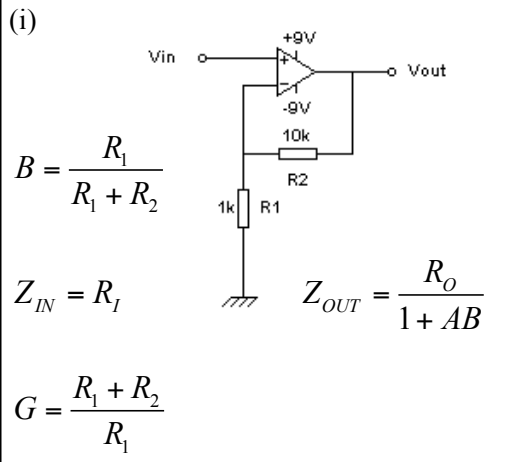 (i)
+9V
Vin
+
Vout
−
-9V
10k
R2
B = R₁ / (R₁ + R₂)
1k R1
Z_IN = R_I
Z_OUT = R_O / (1 + AB)
G = (R₁ + R₂) / R₁